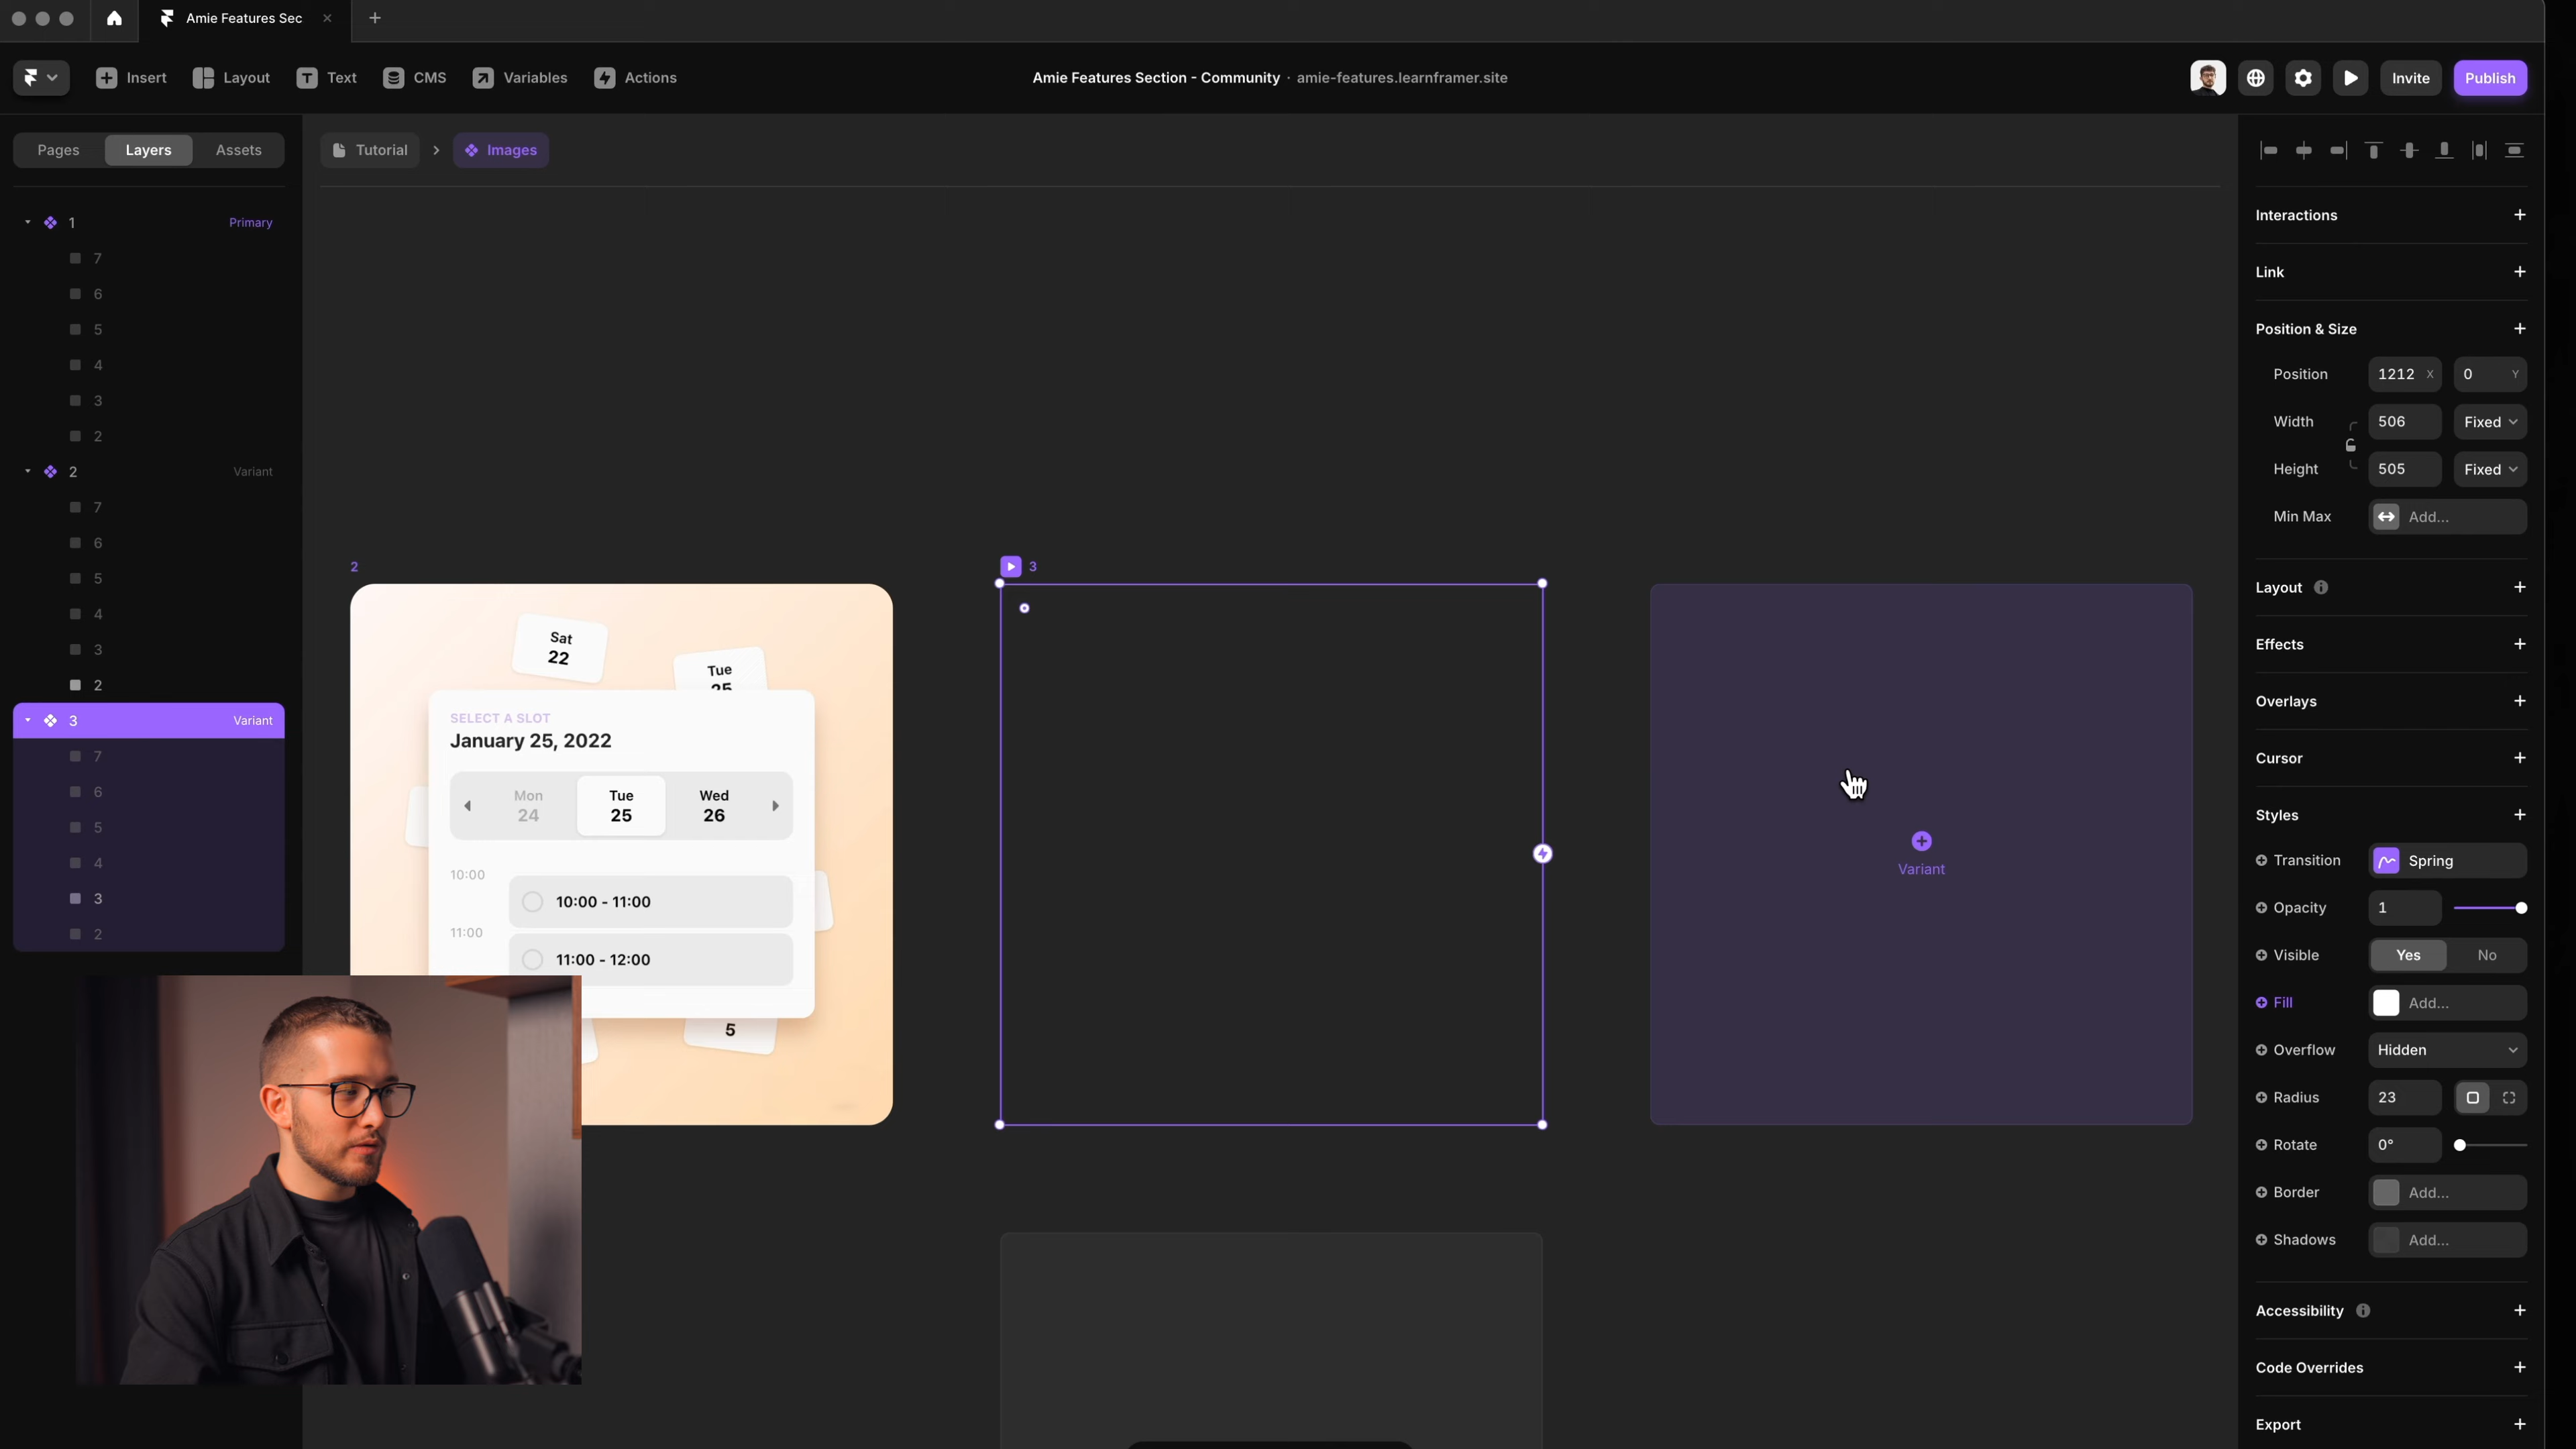 Amie Features Sec
Insert
Layout
Text
CMS
Variables
Actions
Amie Features Section - Community · amie-features.learnframer.site
Invite
Publish
Pages
Layers
Assets
Tutorial
Images
1
Primary
7
6
5
4
3
2
2
Variant
7
6
5
4
3
2
3
Variant
7
6
5
4
3
2
2
Sat
22
Tue
25
SELECT A SLOT
January 25, 2022
Mon
24
Tue
25
Wed
26
10:00
10:00 - 11:00
11:00
11:00 - 12:00
5
3
Variant
Interactions
Link
Position & Size
Position
1212 X
0 Y
Width
506
Fixed
Height
505
Fixed
Min Max
Add...
Layout
Effects
Overlays
Cursor
Styles
Transition
Spring
Opacity
1
Visible
Yes
No
Fill
Add...
Overflow
Hidden
Radius
23
Rotate
0°
Border
Add...
Shadows
Add...
Accessibility
Code Overrides
Export